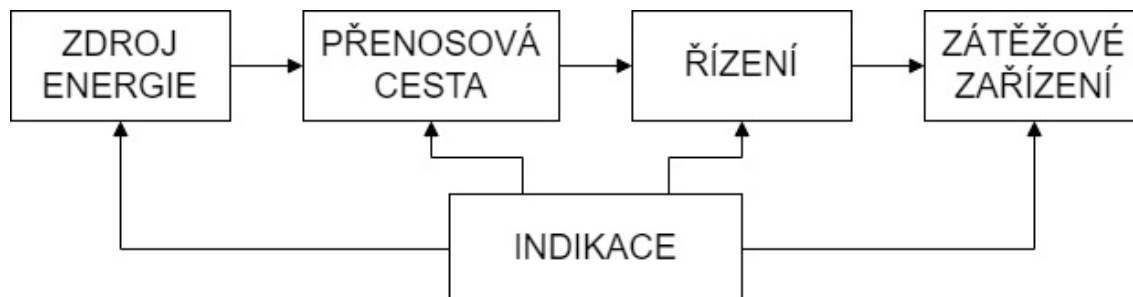 ZDROJ
ENERGIE
PŘENOSOVÁ
CESTA
ŘÍZENÍ
ZÁTĚŽOVÉ
ZAŘÍZENÍ
INDIKACE